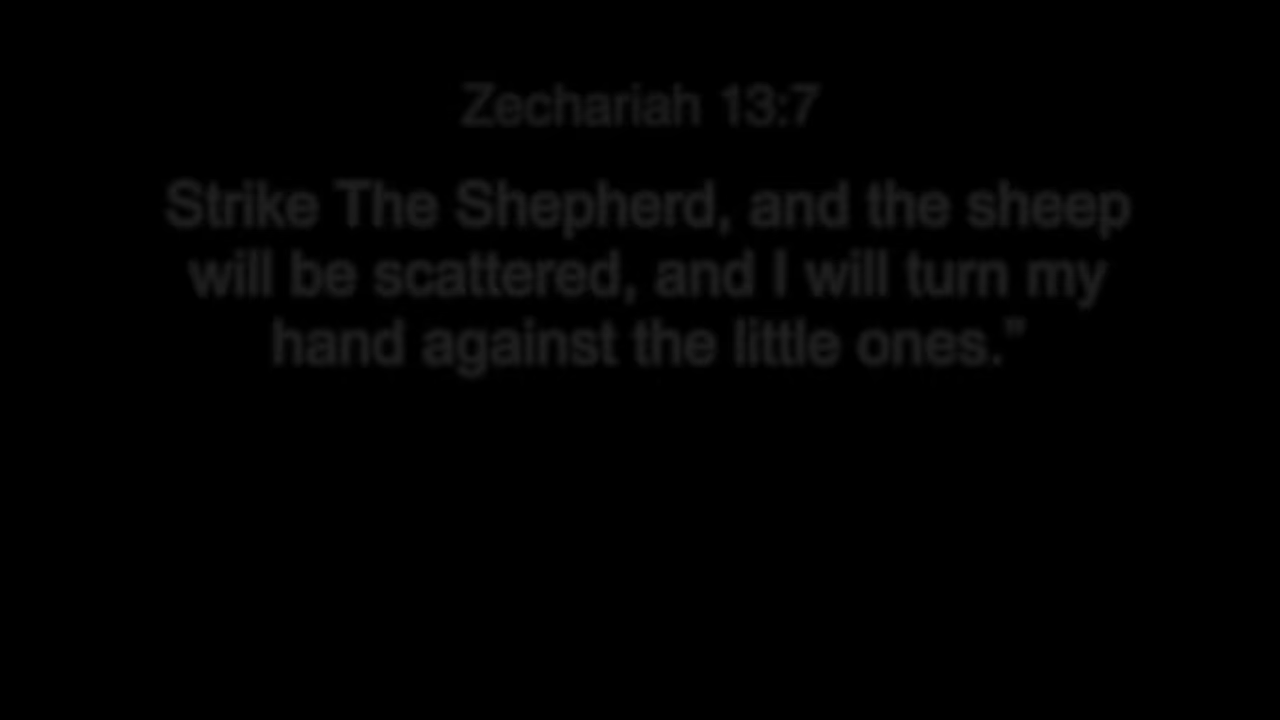 Zechariah 13:7
Strike The Shepherd, and the sheep
will be scattered, and I will turn my
hand against the little ones.”